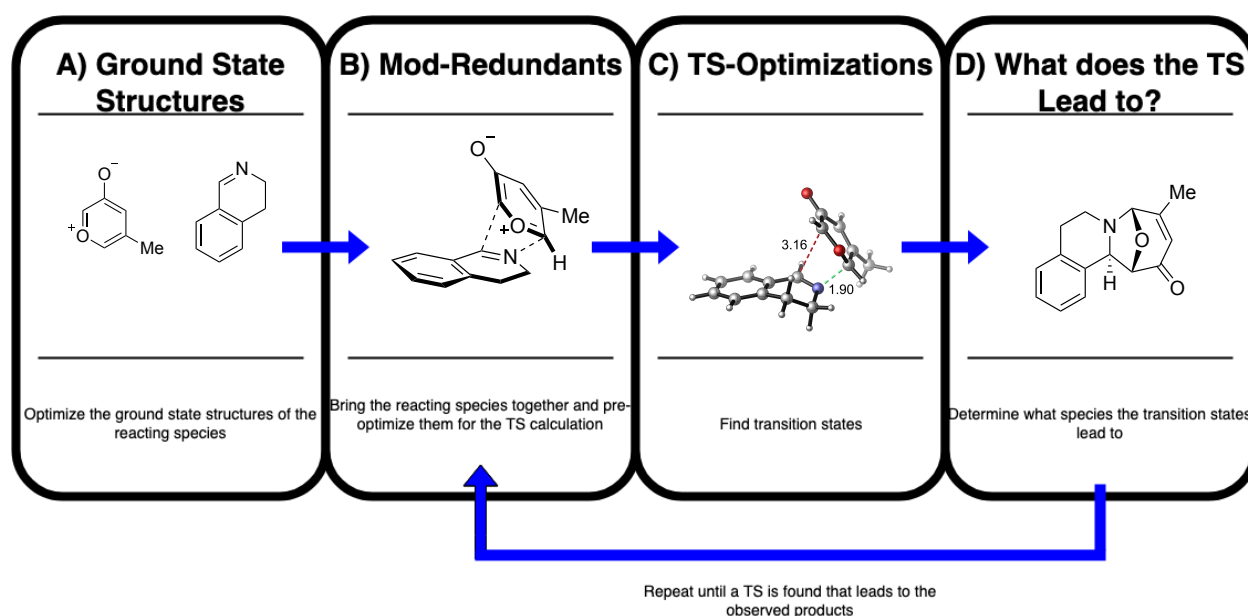 A) Ground State
Structures
B) Mod-Redundants
C) TS-Optimizations
D) What does the TS
Lead to?
O−
+
O
Me
N
O−
+
O
Me
N
H
3.16
1.90
Me
N
O
H
O
Optimize the ground state structures of the
reacting species
Bring the reacting species together and pre-
optimize them for the TS calculation
Find transition states
Determine what species the transition states
lead to
Repeat until a TS is found that leads to the
observed products